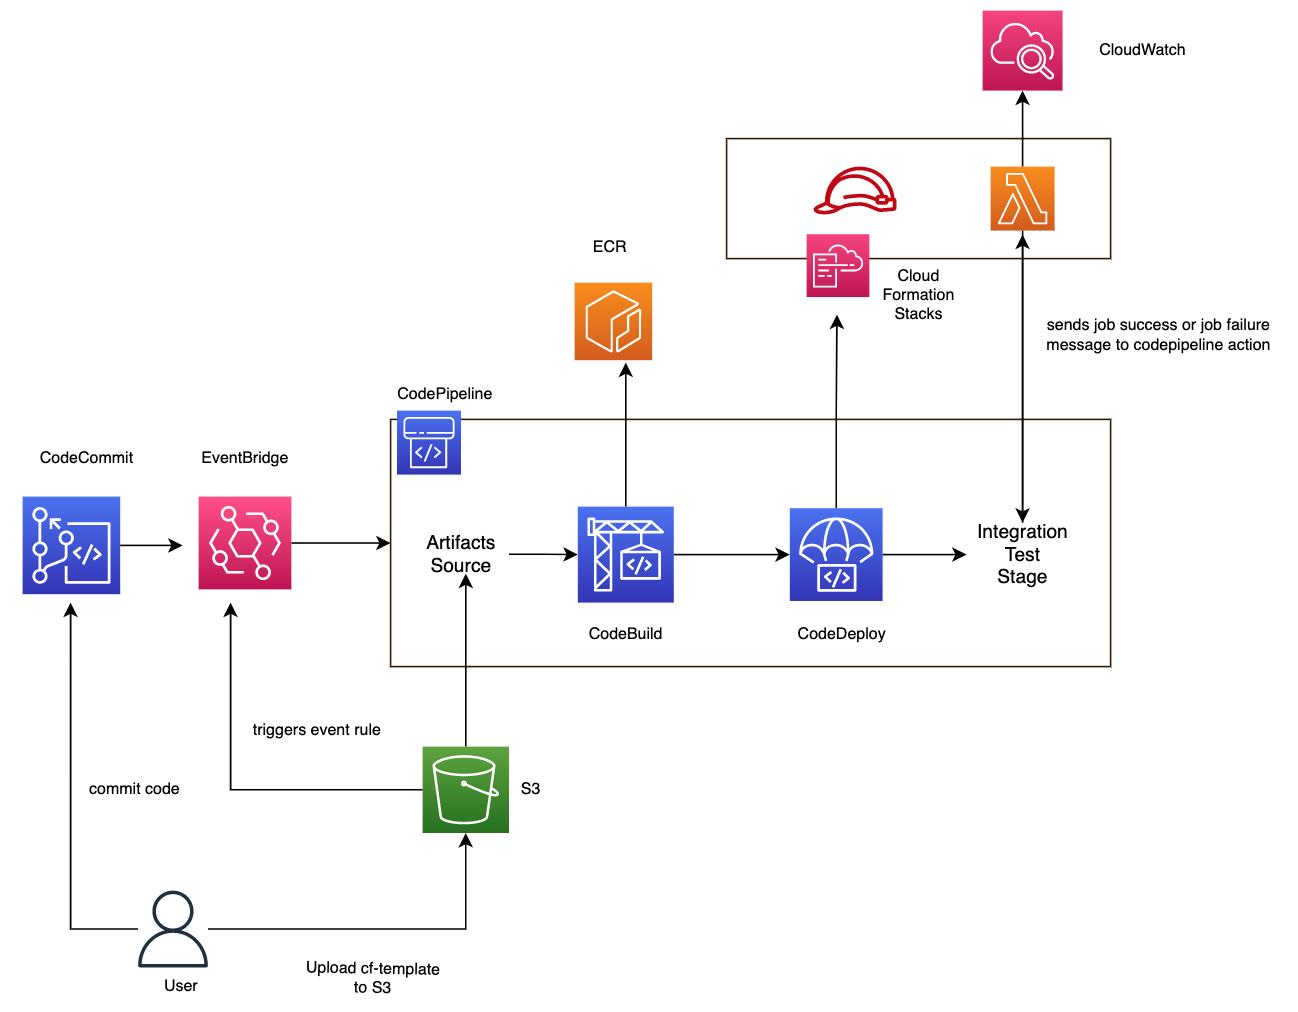 CloudWatch
ECR
Cloud
Formation
Stacks
sends job success or job failure
message to codepipeline action
CodePipeline
CodeCommit
EventBridge
</>
</>
Artifacts
Source
</>
</>
Integration
Test
Stage
CodeBuild
CodeDeploy
triggers event rule
commit code
S3
User
Upload cf-template
to S3